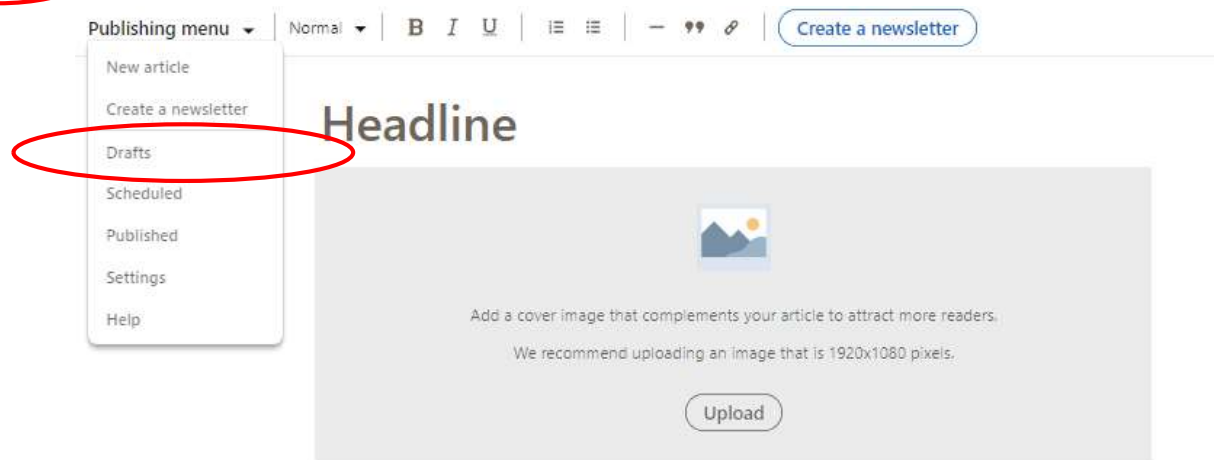 Publishing menu Normal B I U Create a newsletter
New article
Create a newsletter
Headline
Drafts
Scheduled
Published
Settings
Help
Add a cover image that complements your article to attract more readers.
We recommend uploading an image that is 1920x1080 pixels.
Upload